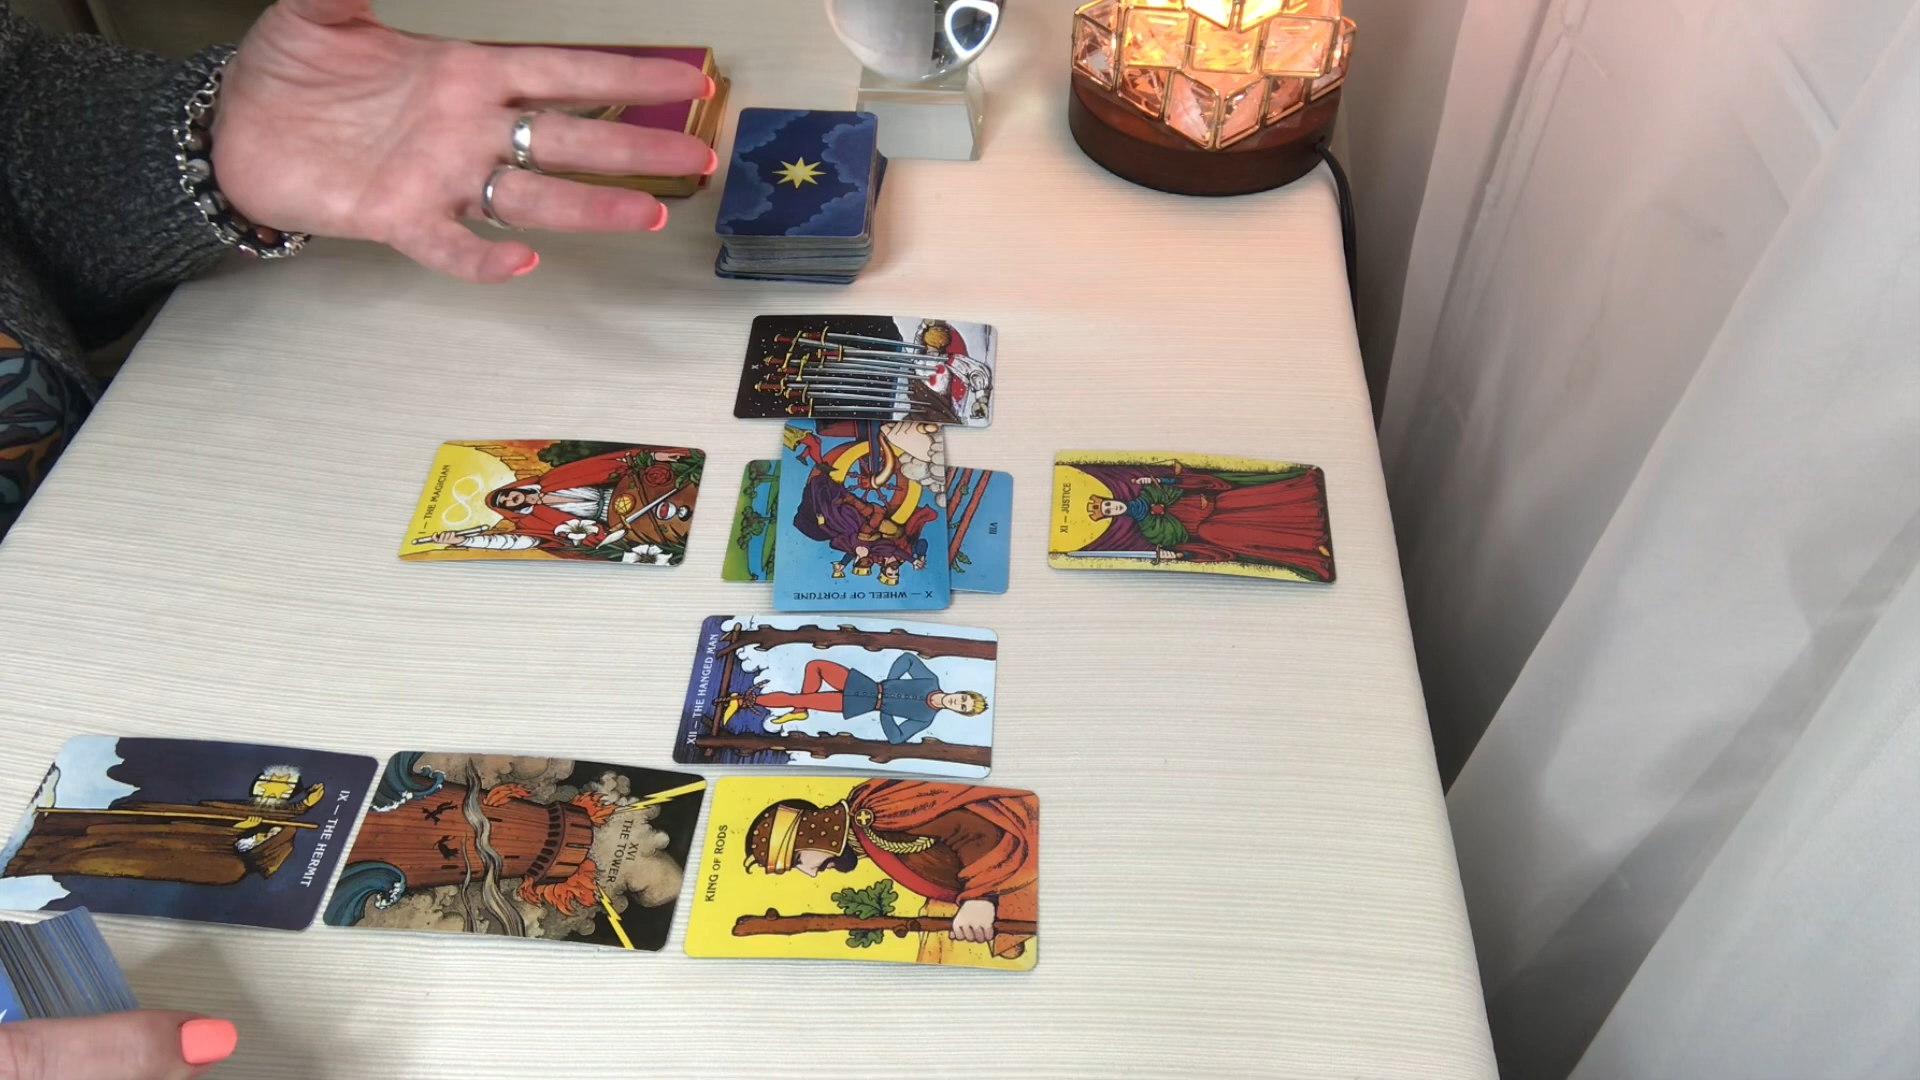 X
I — THE MAGICIAN
VIII
XI — JUSTICE
X — WHEEL OF FORTUNE
XII — THE HANGED MAN
IX — THE HERMIT
XVI
THE TOWER
KING OF RODS